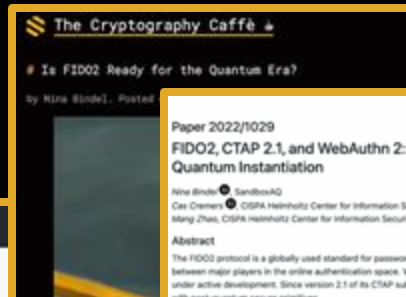 The Cryptography Caffè ☕
# Is FIDO2 Ready for the Quantum Era?
by Nina Bindel. Posted
Paper 2022/1029
FIDO2, CTAP 2.1, and WebAuthn 2:
Quantum Instantiation
Nina Bindel, SandboxAQ
Cas Cremers, CISPA Helmholtz Center for Information S
Mang Zhao, CISPA Helmholtz Center for Information Securi
Abstract
The FIDO2 protocol is a globally used standard for passwor
between major players in the online authentication space. W
under active development. Since version 2.1 of its CTAP sub